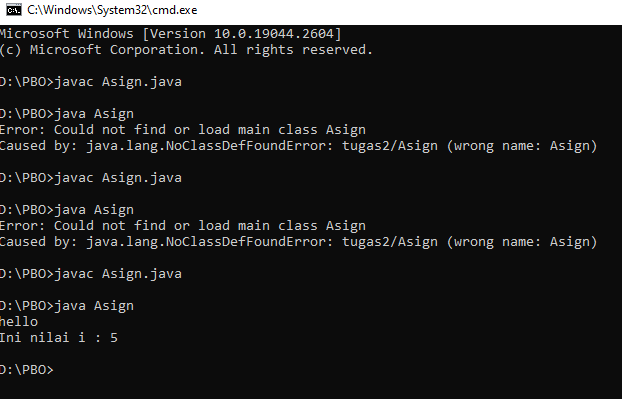 C:\Windows\System32\cmd.exe
Microsoft Windows [Version 10.0.19044.2604]
(c) Microsoft Corporation. All rights reserved.
D:\PBO>javac Asign.java
D:\PBO>java Asign
Error: Could not find or load main class Asign
Caused by: java.lang.NoClassDefFoundError: tugas2/Asign (wrong name: Asign)
D:\PBO>javac Asign.java
D:\PBO>java Asign
Error: Could not find or load main class Asign
Caused by: java.lang.NoClassDefFoundError: tugas2/Asign (wrong name: Asign)
D:\PBO>javac Asign.java
D:\PBO>java Asign
hello
Ini nilai i : 5
D:\PBO>